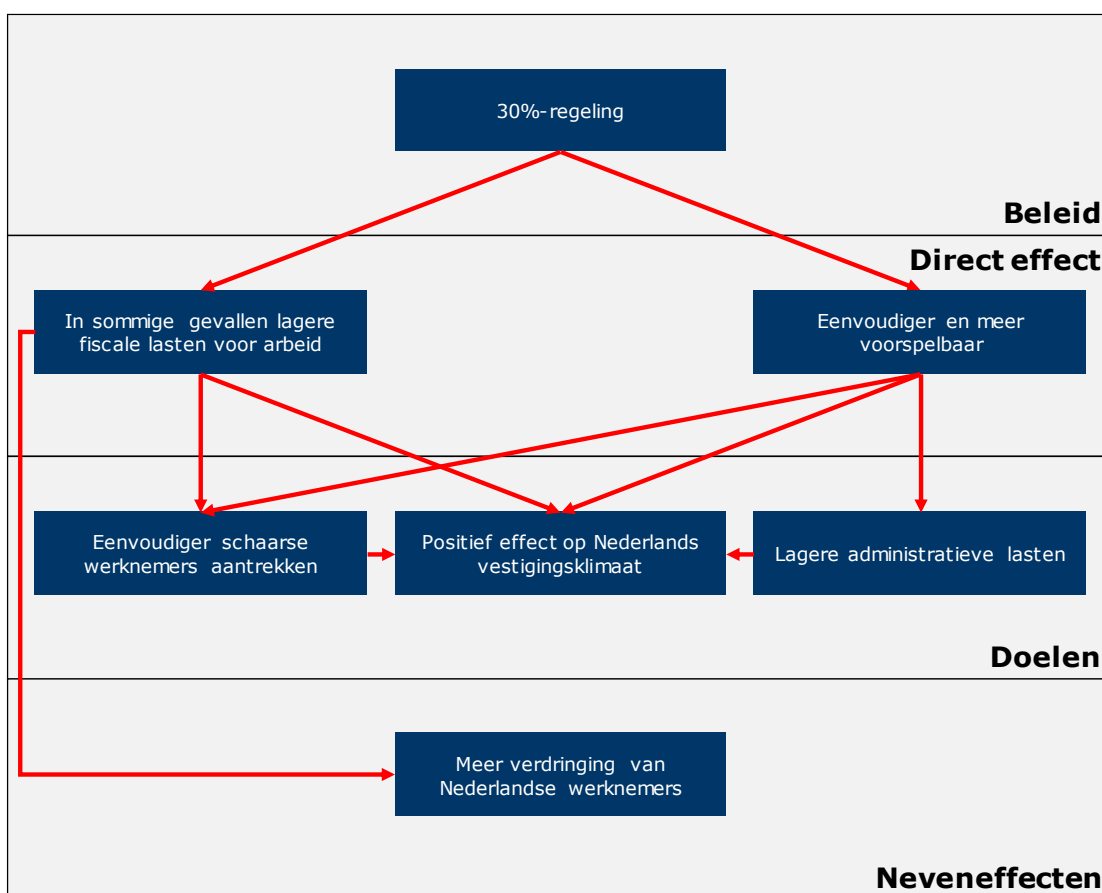 30%-regeling
Beleid
Direct effect
In sommige gevallen lagere
fiscale lasten voor arbeid
Eenvoudiger en meer
voorspelbaar
Eenvoudiger schaarse
werknemers aantrekken
Positief effect op Nederlands
vestigingsklimaat
Lagere administratieve lasten
Doelen
Meer verdringing van
Nederlandse werknemers
Neveneffecten